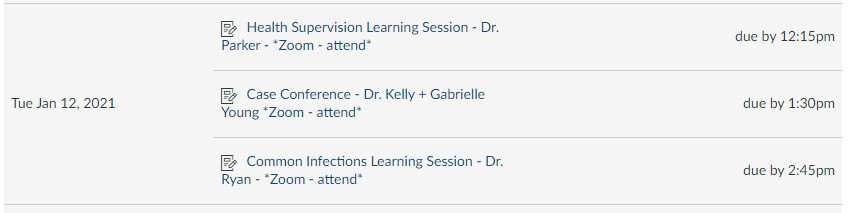 Health Supervision Learning Session - Dr.
Parker - *Zoom - attend*
due by 12:15pm
Tue Jan 12, 2021
Case Conference - Dr. Kelly + Gabrielle
Young *Zoom - attend*
due by 1:30pm
Common Infections Learning Session - Dr.
Ryan - *Zoom - attend*
due by 2:45pm